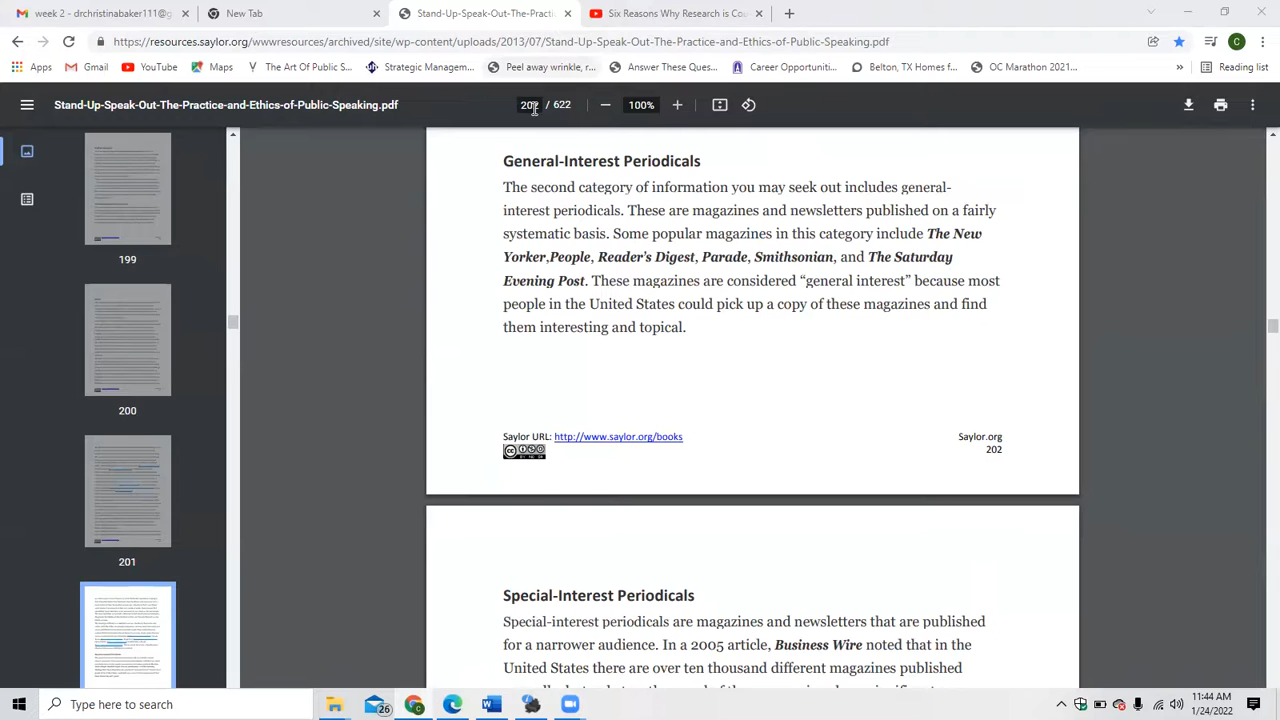 week 2 - drchristinabaker111@g
New Tab
Stand-Up-Speak-Out-The-Practi
Six Reasons Why Research is Cou
https://resources.saylor.org/wwwresources/archived/site/wp-content/uploads/2013/07/Stand-Up-Speak-Out-The-Practice-and-Ethics-of-Public-Speaking.pdf
C
Apps
Gmail
YouTube
Maps
The Art Of Public S...
Strategic Managem...
Peel away wrinkle, r...
Answer These Ques...
Career Opportuniti...
Belton, TX Homes f...
OC Marathon 2021...
»
Reading list
Stand-Up-Speak-Out-The-Practice-and-Ethics-of-Public-Speaking.pdf
/ 622
100%
199
200
201
General-Interest Periodicals
The second category of information you may seek out includes general-
interest periodicals. These are magazines and newsletters published on a fairly
systematic basis. Some popular magazines in this category include The New
Yorker,People, Reader's Digest, Parade, Smithsonian, and The Saturday
Evening Post. These magazines are considered "general interest" because most
people in the United States could pick up a copy of these magazines and find
them interesting and topical.
Saylor URL: http://www.saylor.org/books
Saylor.org
202
Special-Interest Periodicals
Special-interest periodicals are magazines and newsletters that are published
for a narrower audience. In a 2005 article, Business Wire noted that in the
United States there are over ten thousand different magazines published
Type here to search
26
11:44 AM
1/24/2022